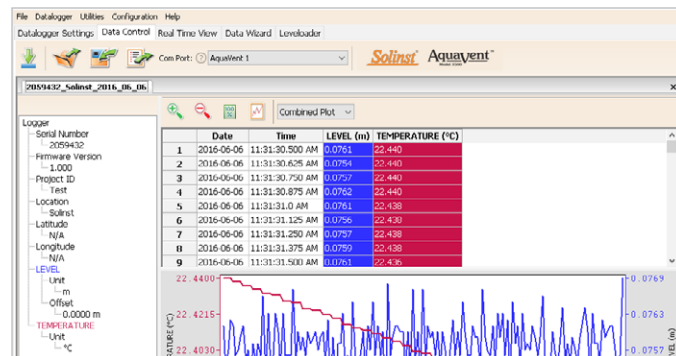 File Datalogger Utilities Configuration Help
Datalogger Settings Data Control Real Time View Data Wizard Leveloader
Com Port: ? AquaVent 1
Solinst AquaVent
2059432_Solinst_2016_06_06 x
Combined Plot
Logger
Serial Number
2059432
Firmware Version
1.000
Project ID
Test
Location
Solinst
Latitude
N/A
Longitude
N/A
LEVEL
Unit
m
Offset
0.0000 m
TEMPERATURE
Unit
°C
Date Time LEVEL (m) TEMPERATURE (°C)
1 2016-06-06 11:31:30.500 AM 0.0761 22.440
2 2016-06-06 11:31:30.625 AM 0.0754 22.440
3 2016-06-06 11:31:30.750 AM 0.0757 22.440
4 2016-06-06 11:31:30.875 AM 0.0762 22.440
5 2016-06-06 11:31:31.0 AM 0.0761 22.438
6 2016-06-06 11:31:31.125 AM 0.0756 22.438
7 2016-06-06 11:31:31.250 AM 0.0757 22.438
8 2016-06-06 11:31:31.375 AM 0.0759 22.438
9 2016-06-06 11:31:31.500 AM 0.0761 22.436
22.4400 0.0769
22.4215 0.0763
22.4030 0.0757
RATURE (°C)
VEL (m)